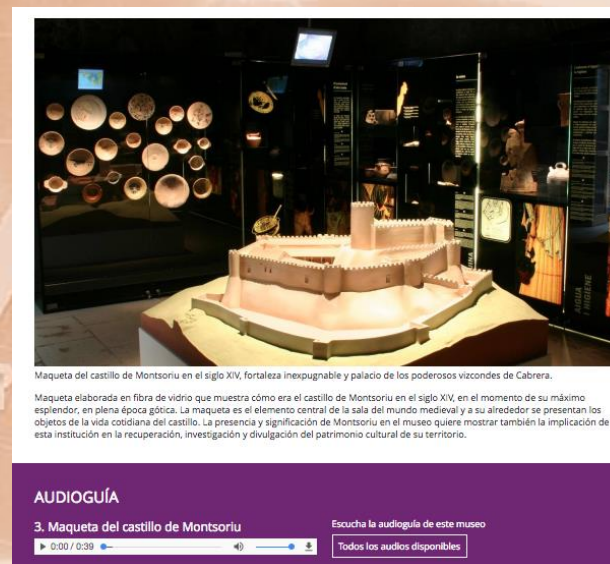 AIGUA
I HIGIENE
Maqueta del castillo de Montsoriu en el siglo XIV, fortaleza inexpugnable y palacio de los poderosos vizcondes de Cabrera.
Maqueta elaborada en fibra de vidrio que muestra cómo era el castillo de Montsoriu en el siglo XIV, en el momento de su máximo
esplendor, en plena época gótica. La maqueta es el elemento central de la sala del mundo medieval y a su alrededor se presentan los
objetos de la vida cotidiana del castillo. La presencia y significación de Montsoriu en el museo quiere mostrar también la implicación de
esta institución en la recuperación, investigación y divulgación del patrimonio cultural de su territorio.
AUDIOGUÍA
3. Maqueta del castillo de Montsoriu
0:00 / 0:39
Escucha la audioguía de este museo
Todos los audios disponibles